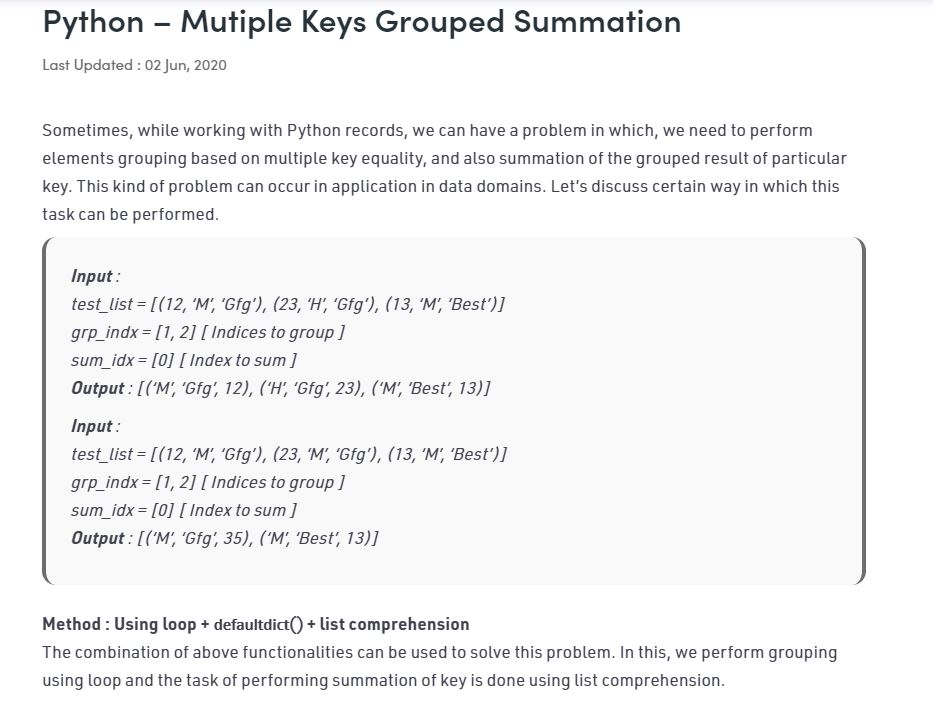 Python – Mutiple Keys Grouped Summation
Last Updated : 02 Jun, 2020
Sometimes, while working with Python records, we can have a problem in which, we need to perform
elements grouping based on multiple key equality, and also summation of the grouped result of particular
key. This kind of problem can occur in application in data domains. Let’s discuss certain way in which this
task can be performed.
Input :
test_list = [(12, ‘M’, ‘Gfg’), (23, ‘H’, ‘Gfg’), (13, ‘M’, ‘Best’)]
grp_indx = [1, 2] [ Indices to group ]
sum_idx = [0] [ Index to sum ]
Output : [(‘M’, ‘Gfg’, 12), (‘H’, ‘Gfg’, 23), (‘M’, ‘Best’, 13)]
Input :
test_list = [(12, ‘M’, ‘Gfg’), (23, ‘M’, ‘Gfg’), (13, ‘M’, ‘Best’)]
grp_indx = [1, 2] [ Indices to group ]
sum_idx = [0] [ Index to sum ]
Output : [(‘M’, ‘Gfg’, 35), (‘M’, ‘Best’, 13)]
Method : Using loop + defaultdict() + list comprehension
The combination of above functionalities can be used to solve this problem. In this, we perform grouping
using loop and the task of performing summation of key is done using list comprehension.